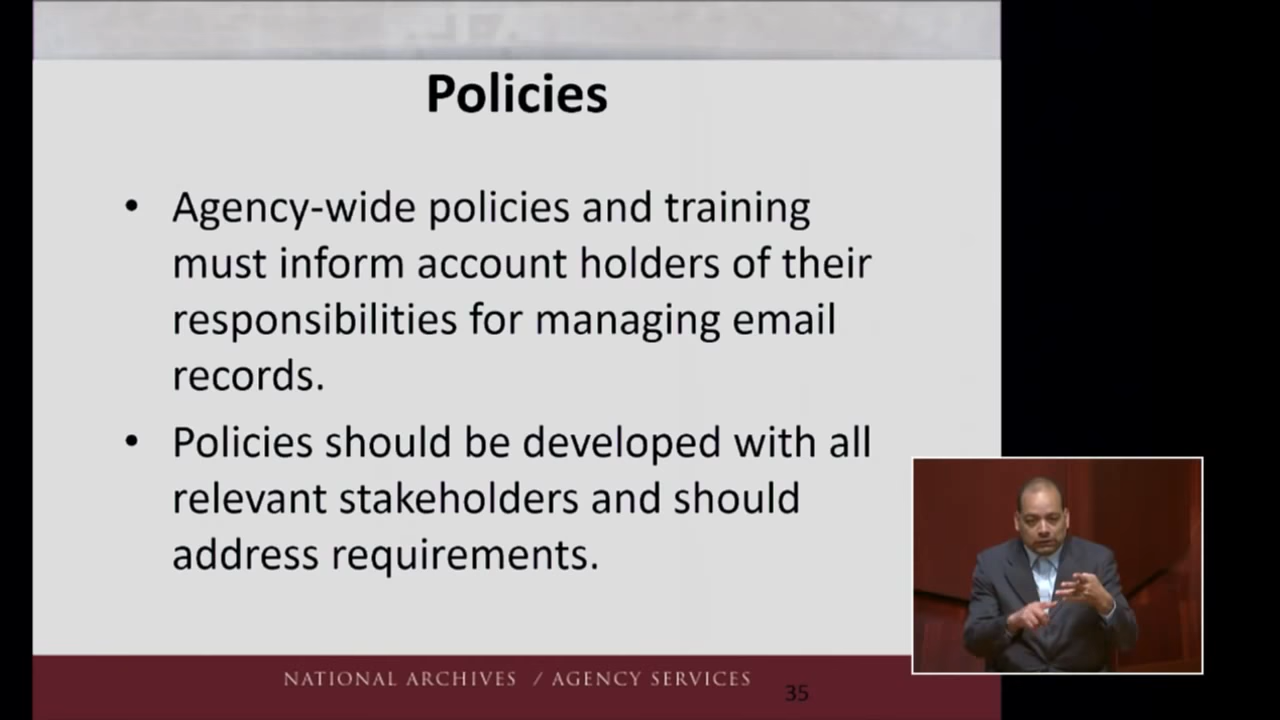 Policies
• Agency-wide policies and training
must inform account holders of their
responsibilities for managing email
records.
• Policies should be developed with all
relevant stakeholders and should
address requirements.
NATIONAL ARCHIVES / AGENCY SERVICES
35